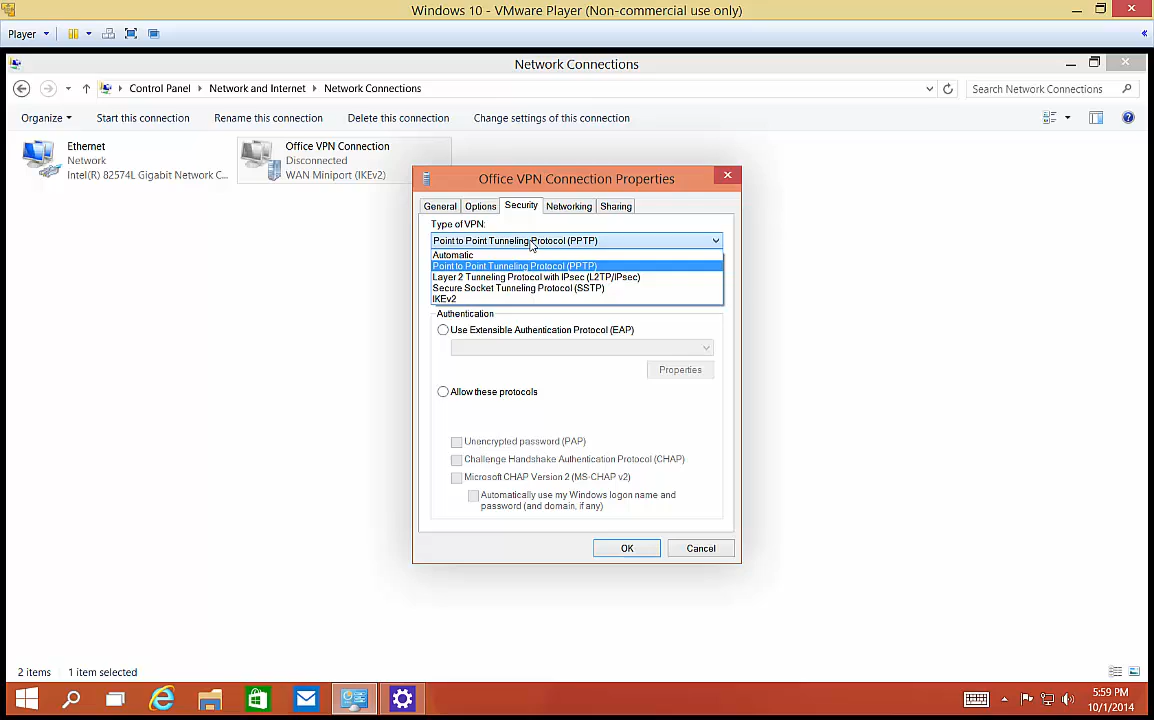 Windows 10 - VMware Player (Non-commercial use only)
Player
Network Connections
Control Panel
Network and Internet
Network Connections
Search Network Connections
Organize
Start this connection
Rename this connection
Delete this connection
Change settings of this connection
Ethernet
Network
Intel(R) 82574L Gigabit Network C...
Office VPN Connection
Disconnected
WAN Miniport (IKEv2)
Office VPN Connection Properties
General
Options
Security
Networking
Sharing
Type of VPN:
Point to Point Tunneling Protocol (PPTP)
Automatic
Point to Point Tunneling Protocol (PPTP)
Layer 2 Tunneling Protocol with IPsec (L2TP/IPsec)
Secure Socket Tunneling Protocol (SSTP)
IKEv2
Authentication
Use Extensible Authentication Protocol (EAP)
Properties
Allow these protocols
Unencrypted password (PAP)
Challenge Handshake Authentication Protocol (CHAP)
Microsoft CHAP Version 2 (MS-CHAP v2)
Automatically use my Windows logon name and
password (and domain, if any)
OK
Cancel
2 items
1 item selected
5:59 PM
10/1/2014